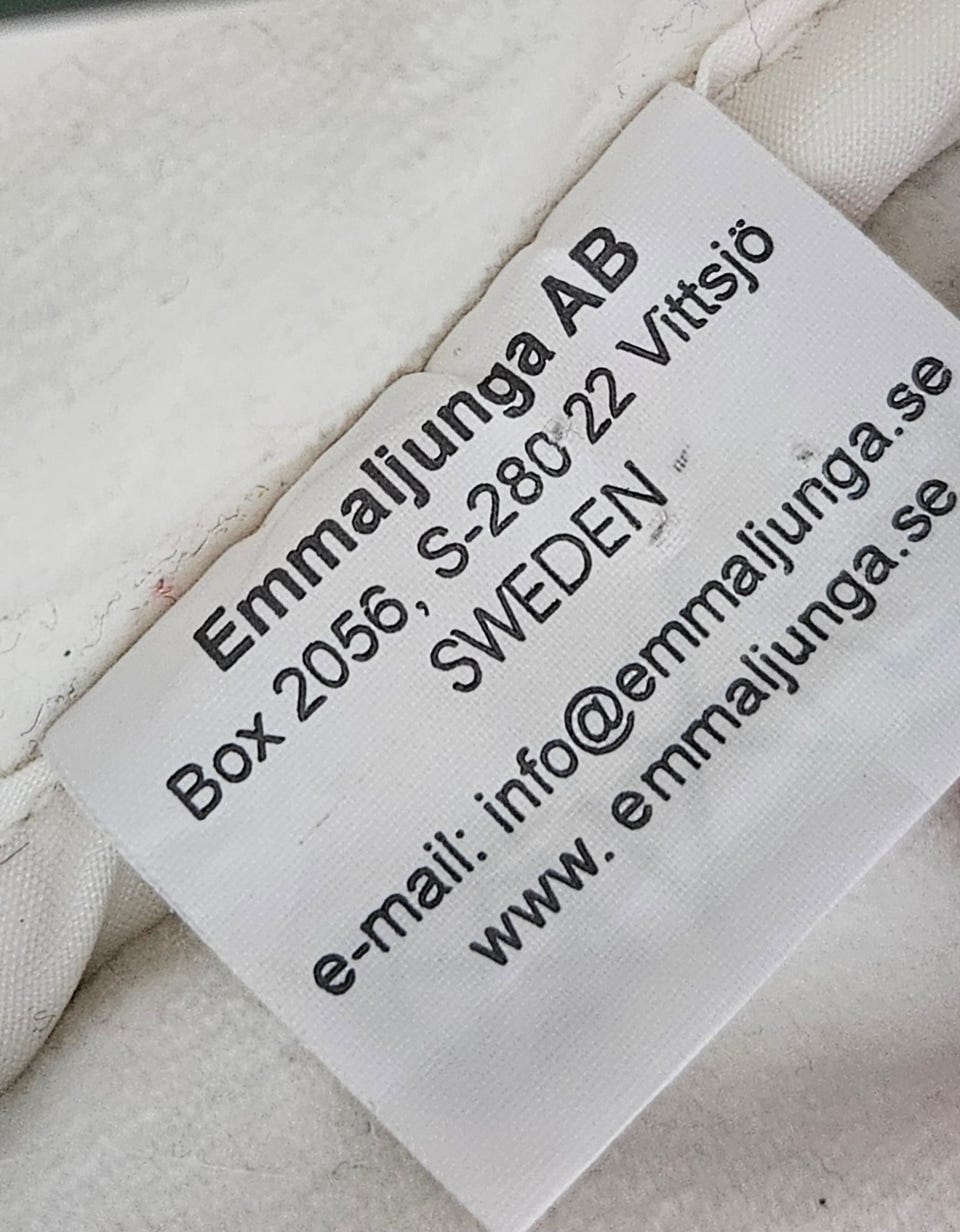 Emmaljunga AB
Box 2056, S-280 22 Vittsjö
SWEDEN
e-mail: info@emmaljunga.se
www. emmaljunga.se